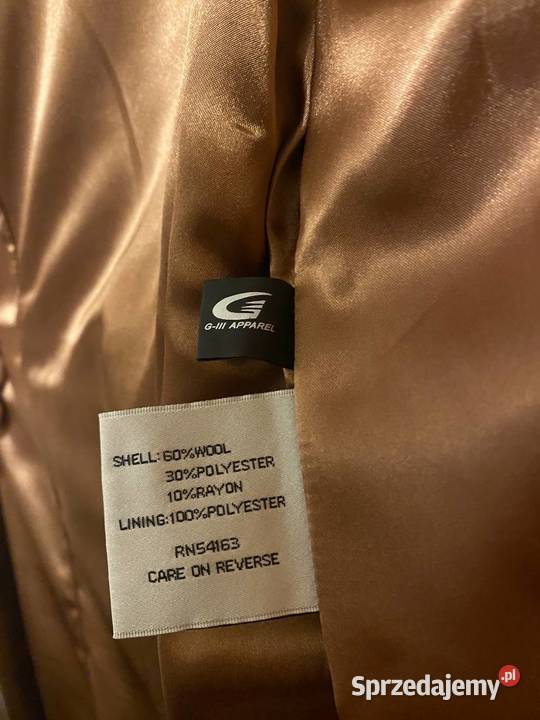 G-III APPAREL
SHELL: 60%WOOL
30%POLYESTER
10%RAYON
LINING:100%POLYESTER
RN54163
CARE ON REVERSE
Sprzedajemy.pl